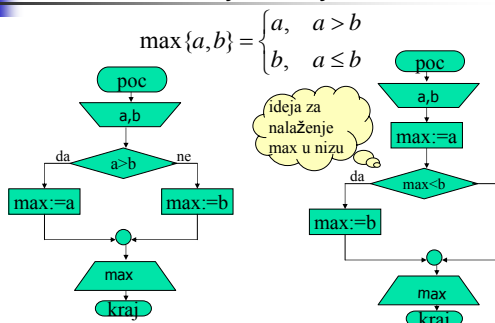 max{a,b} = {a, a > b
b, a ≤ b
poc
a,b
da
a>b
ne
max:=a
max:=b
max
kraj
ideja za
nalaženje
max u nizu
poc
a,b
max:=a
da
max<b
max:=b
max
kraj